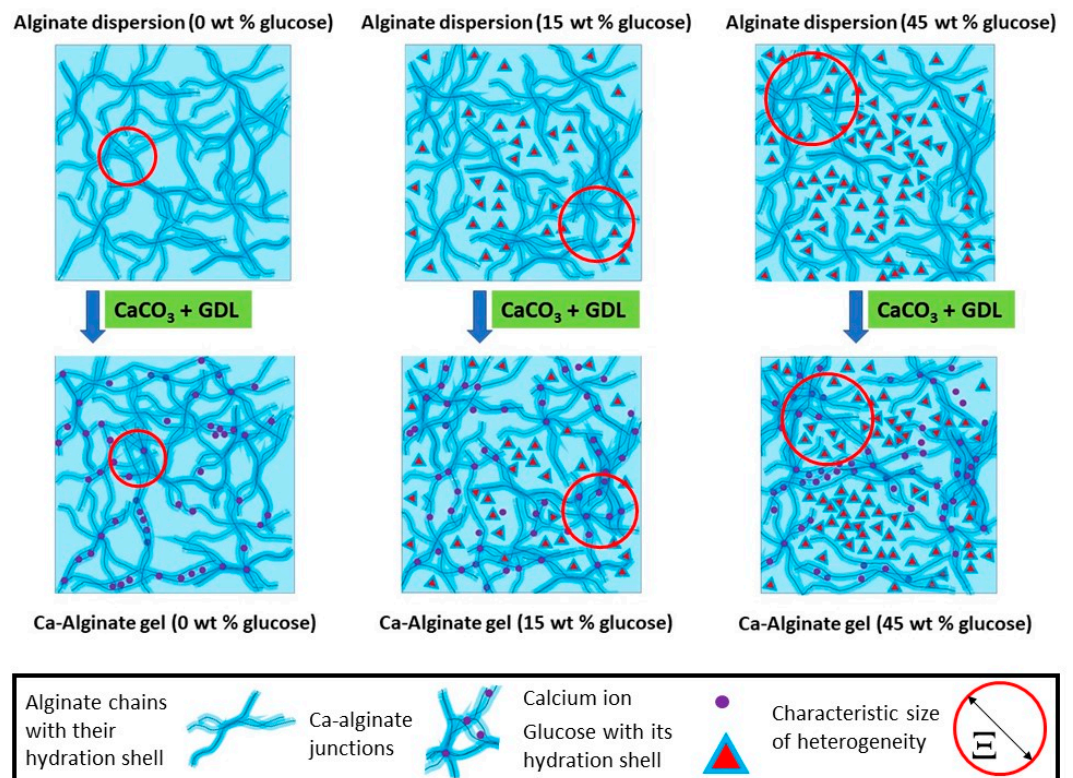 Alginate dispersion (0 wt % glucose)
Alginate dispersion (15 wt % glucose)
Alginate dispersion (45 wt % glucose)
CaCO₃ + GDL
CaCO₃ + GDL
CaCO₃ + GDL
Ca-Alginate gel (0 wt % glucose)
Ca-Alginate gel (15 wt % glucose)
Ca-Alginate gel (45 wt % glucose)
Alginate chains
with their
hydration shell
Ca-alginate
junctions
Calcium ion
Glucose with its
hydration shell
Characteristic size
of heterogeneity
Ξ